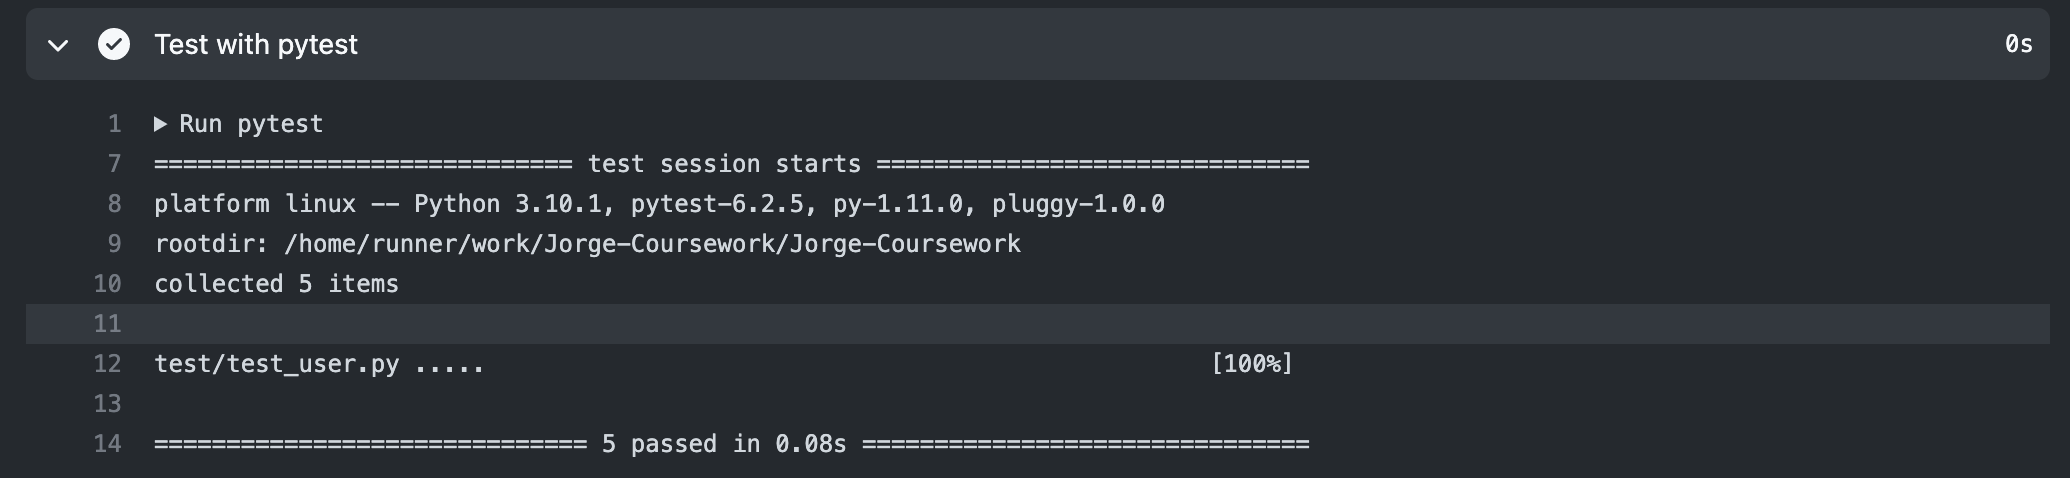 Test with pytest 0s
1 ▶ Run pytest
7 ============================= test session starts ==============================
8 platform linux -- Python 3.10.1, pytest-6.2.5, py-1.11.0, pluggy-1.0.0
9 rootdir: /home/runner/work/Jorge-Coursework/Jorge-Coursework
10 collected 5 items
11
12 test/test_user.py ..... [100%]
13
14 ============================== 5 passed in 0.08s ===============================